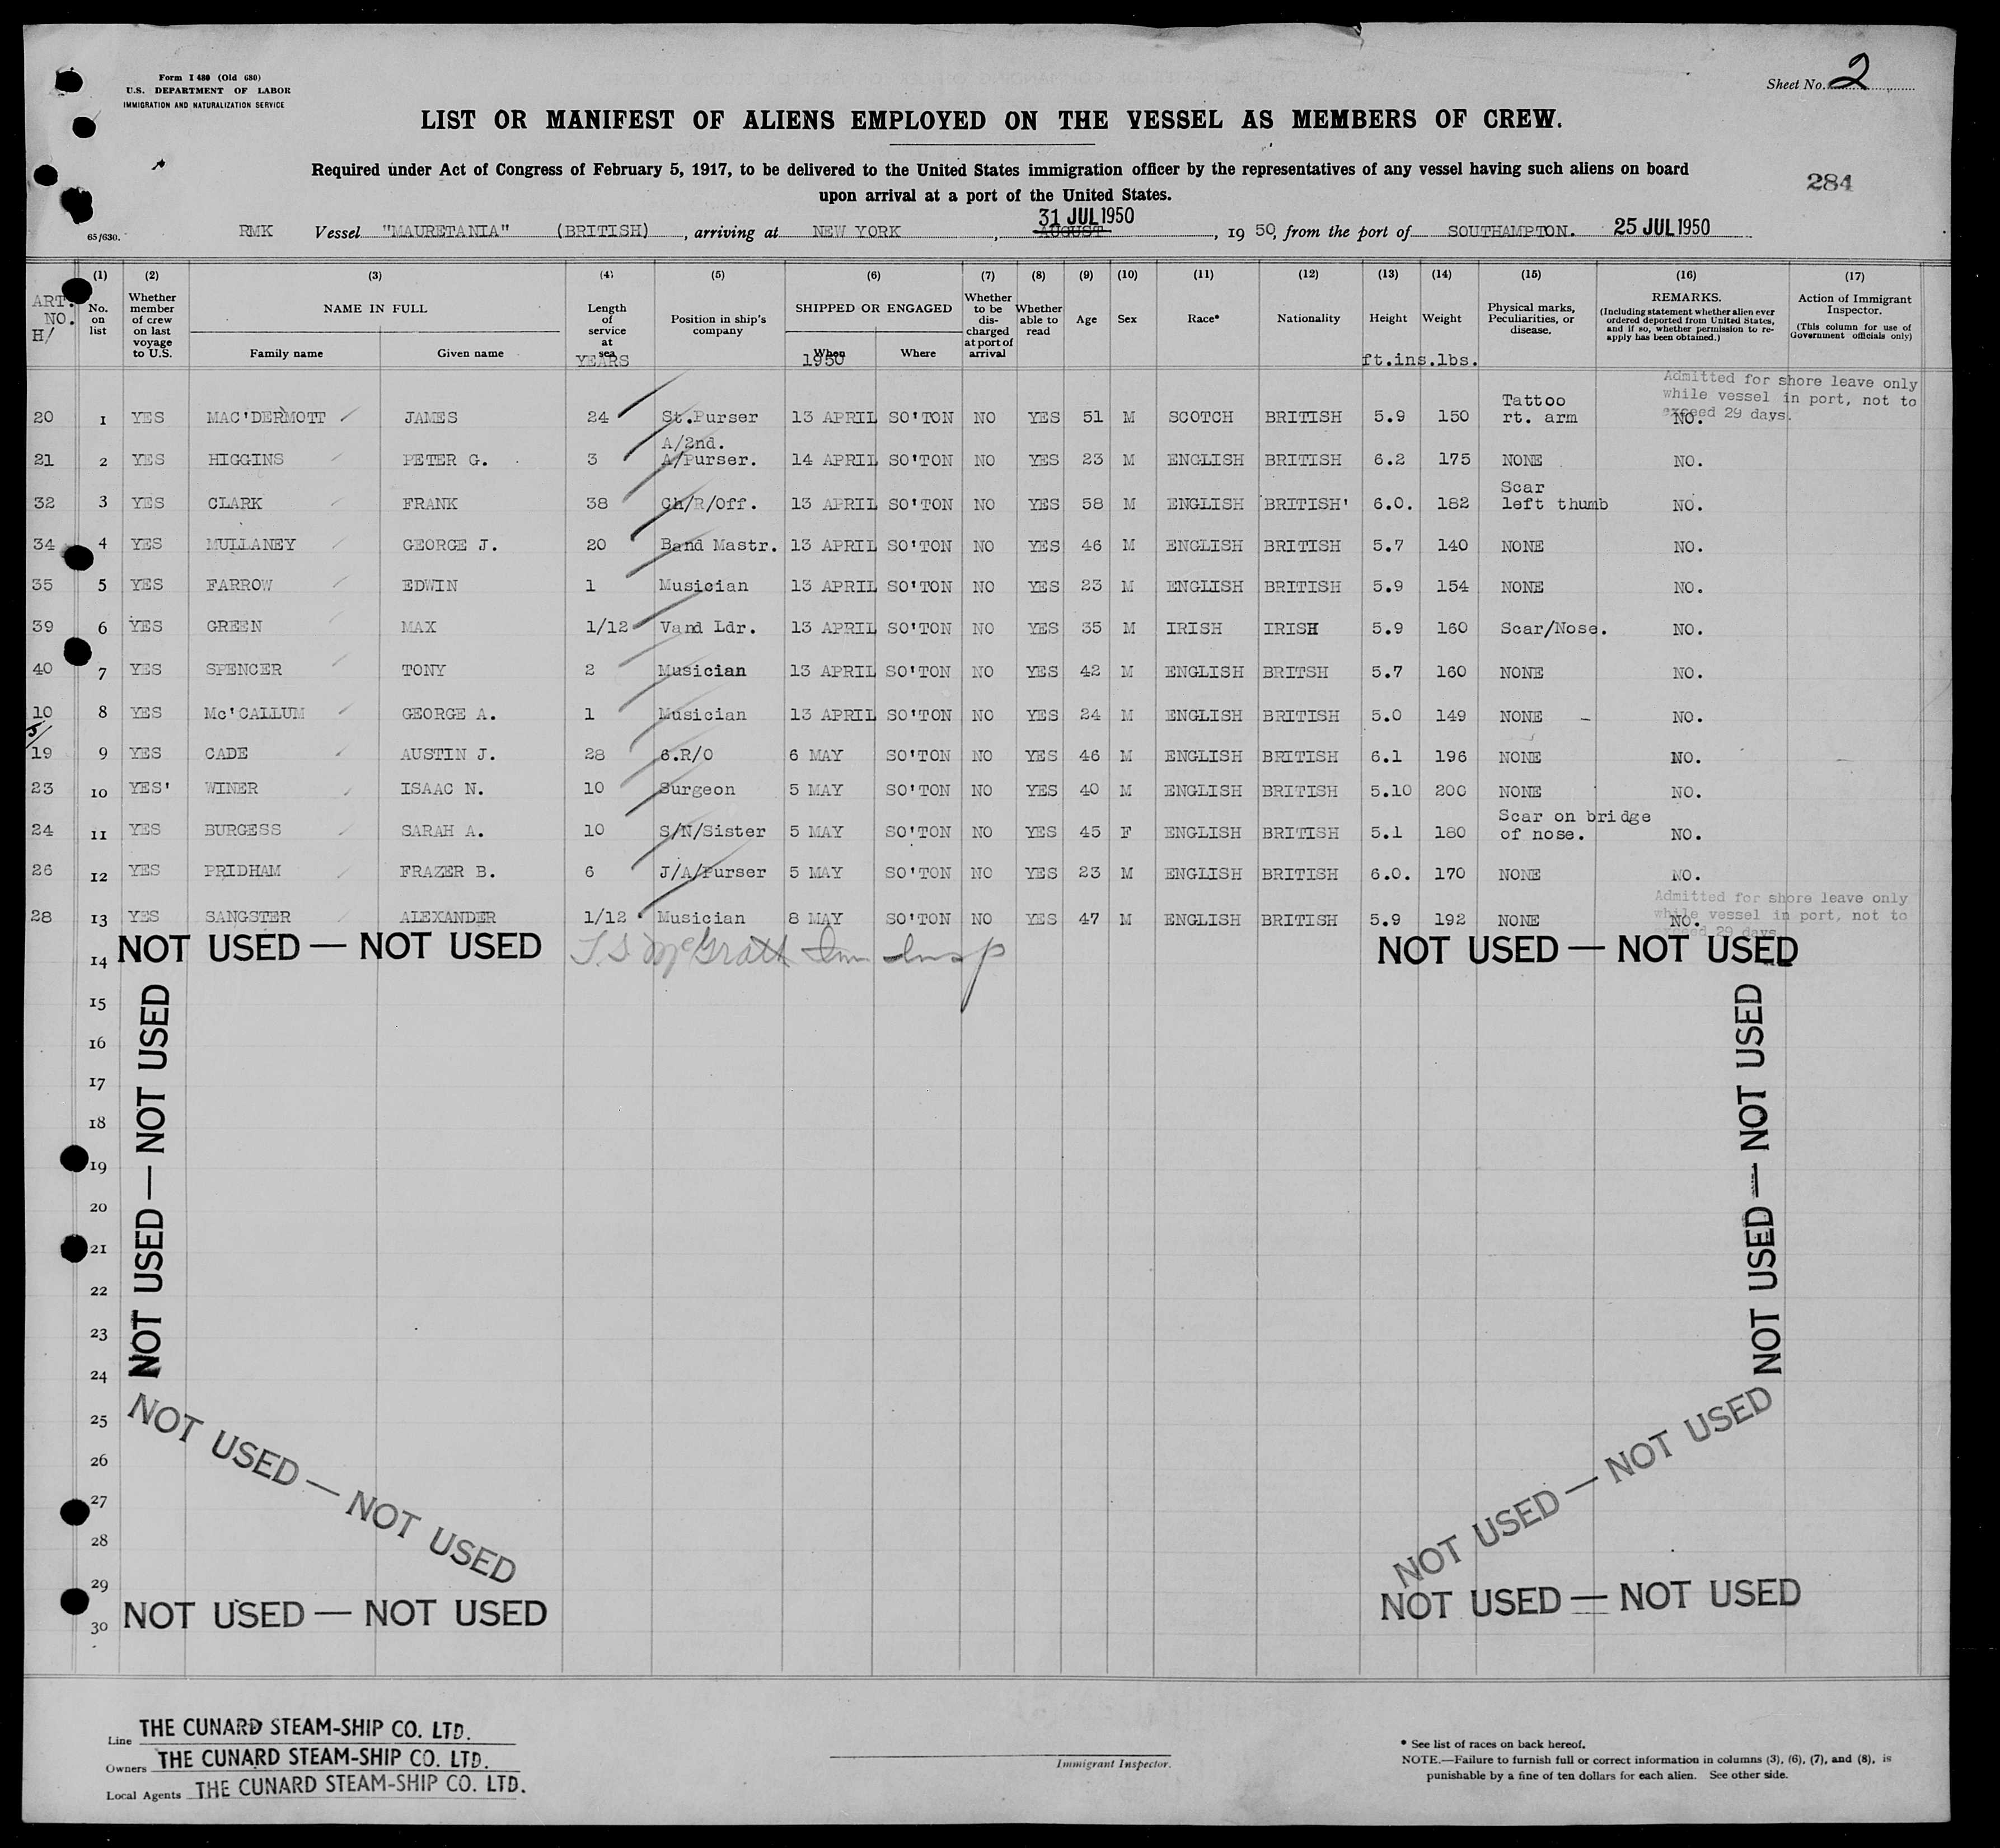 Form I 480 (Old 680)
U.S. DEPARTMENT OF LABOR
IMMIGRATION AND NATURALIZATION SERVICE
Sheet No. 2
LIST OR MANIFEST OF ALIENS EMPLOYED ON THE VESSEL AS MEMBERS OF CREW.
Required under Act of Congress of February 5, 1917, to be delivered to the United States immigration officer by the representatives of any vessel having such aliens on board
upon arrival at a port of the United States.
284
65/630. RMK Vessel "MAURETANIA" (BRITISH), arriving at NEW YORK, 31 JUL 1950 AUGUST, 19 50, from the port of SOUTHAMPTON. 25 JUL 1950
(1) (2) (3) (4) (5) (6) (7) (8) (9) (10) (11) (12) (13) (14) (15) (16) (17)
ART. NO. H/
No. on list
Whether member of crew on last voyage to U.S.
NAME IN FULL
Family name
Given name
Length of service at sea YEARS
Position in ship's company
SHIPPED OR ENGAGED
When 1950
Where
Whether to be discharged at port of arrival
Whether able to read
Age
Sex
Race*
Nationality
Height
Weight
ft.ins.lbs.
Physical marks, Peculiarities, or disease.
REMARKS.
(Including statement whether alien ever ordered deported from United States, and if so, whether permission to re-apply has been obtained.)
Action of Immigrant Inspector.
(This column for use of Government officials only)
Admitted for shore leave only
while vessel in port, not to
exceed 29 days.
20 1 YES MAC'DERMOTT JAMES 24 St.Purser 13 APRIL SO'TON NO YES 51 M SCOTCH BRITISH 5.9 150 Tattoo rt. arm NO.
21 2 YES HIGGINS PETER G. 3 A/2nd. A/Purser. 14 APRIL SO'TON NO YES 23 M ENGLISH BRITISH 6.2 175 NONE NO.
32 3 YES CLARK FRANK 38 Ch/R/Off. 13 APRIL SO'TON NO YES 58 M ENGLISH BRITISH' 6.0. 182 Scar left thumb NO.
34 4 YES MULLANEY GEORGE J. 20 Band Mastr. 13 APRIL SO'TON NO YES 46 M ENGLISH BRITISH 5.7 140 NONE NO.
35 5 YES FARROW EDWIN 1 Musician 13 APRIL SO'TON NO YES 23 M ENGLISH BRITISH 5.9 154 NONE NO.
39 6 YES GREEN MAX 1/12 Vand Ldr. 13 APRIL SO'TON NO YES 35 M IRISH IRISH 5.9 160 Scar/Nose. NO.
40 7 YES SPENCER TONY 2 Musician 13 APRIL SO'TON NO YES 42 M ENGLISH BRITSH 5.7 160 NONE NO.
10 8 YES Mc'CALLUM GEORGE A. 1 Musician 13 APRIL SO'TON NO YES 24 M ENGLISH BRITISH 5.0 149 NONE – NO.
5/
19 9 YES CADE AUSTIN J. 28 6.R/O 6 MAY SO'TON NO YES 46 M ENGLISH BRITISH 6.1 196 NONE NO.
23 10 YES' WINER ISAAC N. 10 Surgeon 5 MAY SO'TON NO YES 40 M ENGLISH BRITISH 5.10 200 NONE NO.
24 11 YES BURGESS SARAH A. 10 S/N/Sister 5 MAY SO'TON NO YES 45 F ENGLISH BRITISH 5.1 180 Scar on bridge of nose. NO.
26 12 YES PRIDHAM FRAZER B. 6 J/A/Purser 5 MAY SO'TON NO YES 23 M ENGLISH BRITISH 6.0. 170 NONE NO.
28 13 YES SANGSTER ALEXANDER 1/12 Musician 8 MAY SO'TON NO YES 47 M ENGLISH BRITISH 5.9 192 NONE NO.
Admitted for shore leave only
while vessel in port, not to
exceed 29 days
14 NOT USED — NOT USED McGrath Imm Insp NOT USED — NOT USED
15
16
17
18
19
20
21
22
23
24
25
26
27
28
29
30
NOT USED — NOT USED
NOT USED — NOT USED
NOT USED — NOT USED
NOT USED — NOT USED
NOT USED — NOT USED
NOT USED — NOT USED
Line THE CUNARD STEAM-SHIP CO. LTD.
Owners THE CUNARD STEAM-SHIP CO. LTD.
Local Agents THE CUNARD STEAM-SHIP CO. LTD.
Immigrant Inspector.
* See list of races on back hereof.
NOTE.—Failure to furnish full or correct information in columns (3), (6), (7), and (8), is
punishable by a fine of ten dollars for each alien. See other side.